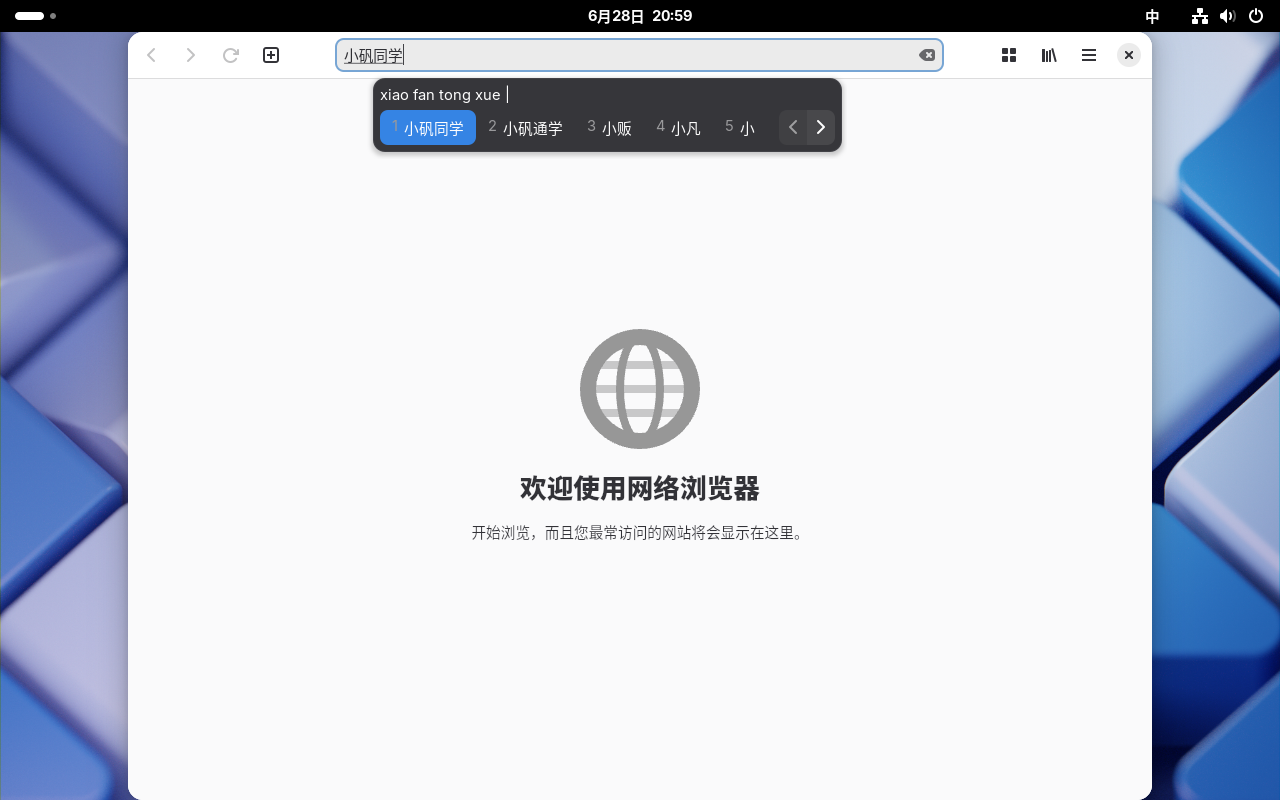 6月28日 20:59
中
小矾同学
xiao fan tong xue
1 小矾同学 2 小矾通学 3 小贩 4 小凡 5 小
欢迎使用网络浏览器
开始浏览，而且您最常访问的网站将会显示在这里。